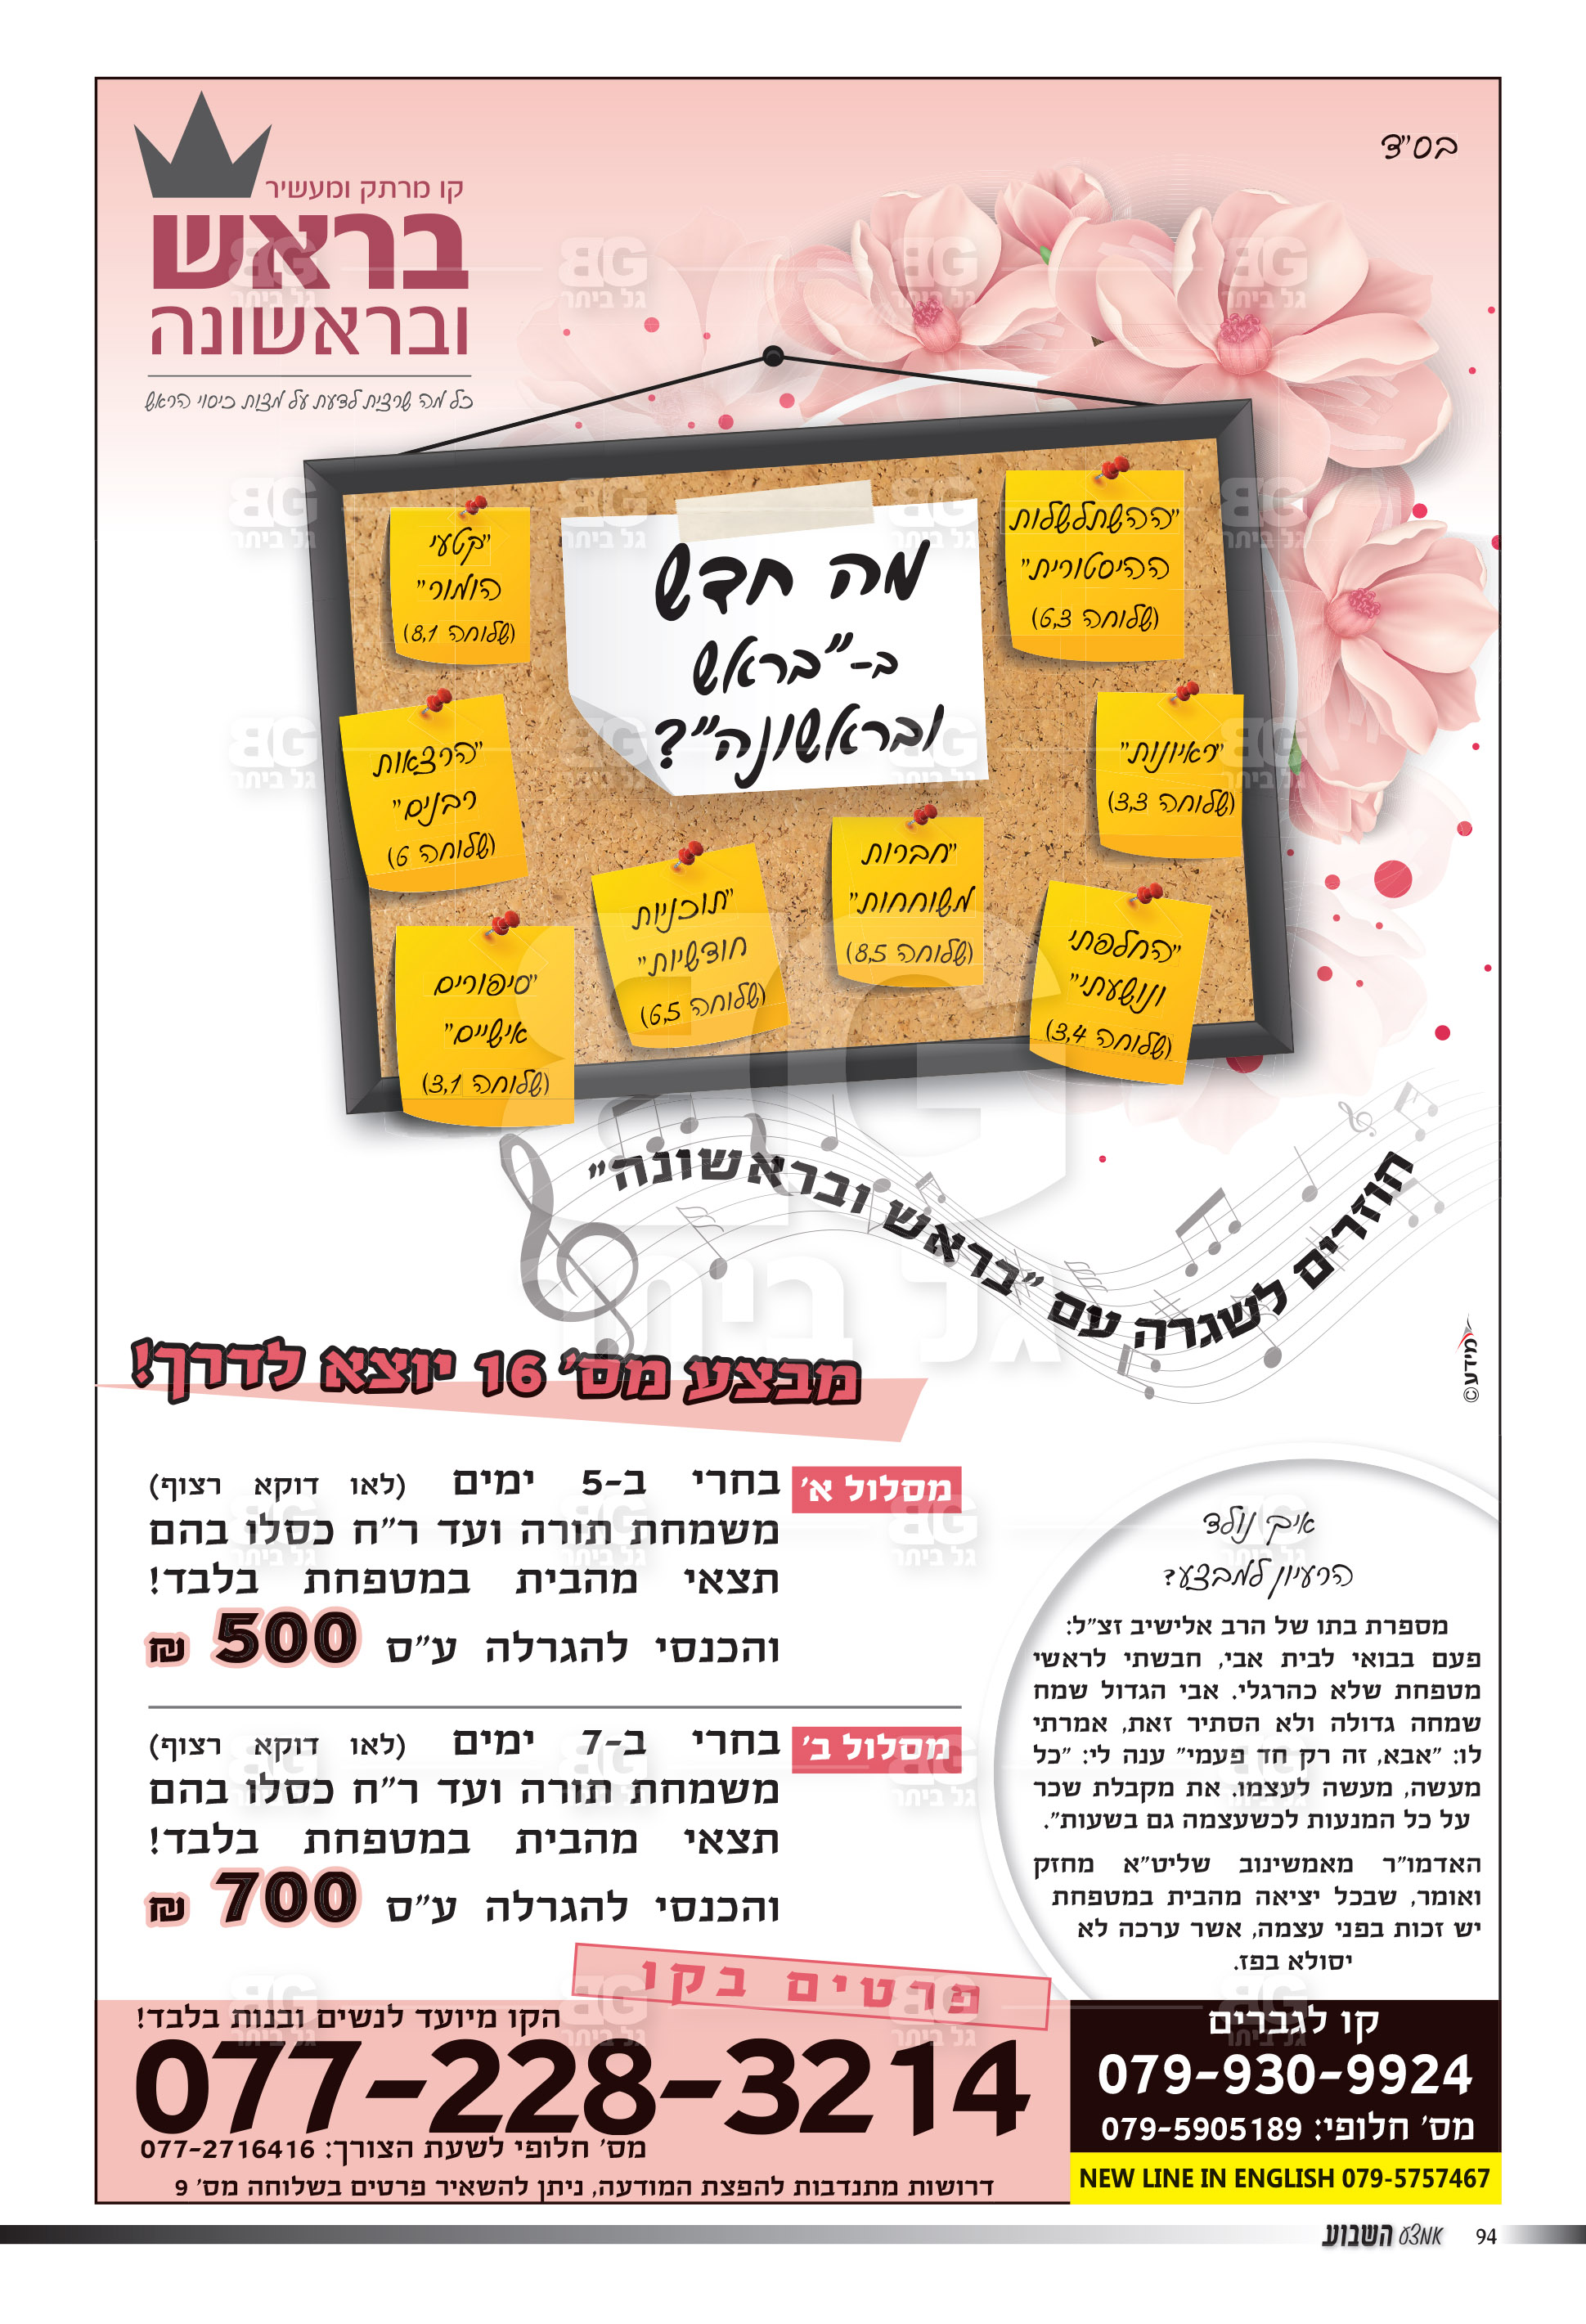 בס"ד
קו מרתק ומעשיר
בראש
ובראשונה
כל מה שרצית לדעת על מצות כיסוי הראש
מה חדש
ב-"בראש
ובראשונה"?
"ההשתלשלות
ההיסטורית"
(שלוחה 6,3)
"קטעי
הומור"
(שלוחה 8,1)
"ראיונות"
(שלוחה 3,3)
"הרצאות
רבנים"
(שלוחה 6)
"חברות
משוחחות"
(שלוחה 8,5)
"תוכניות
חודשיות"
(שלוחה 6,5)
"החלפתי
ונושעתי"
(שלוחה 3,4)
"סיפורים
אישיים"
(שלוחה 3,1)
חוזרים לשגרה עם "בראש ובראשונה"
מבצע מס' 16 יוצא לדרך!
מידע©
מסלול א'
בחרי ב-5 ימים (לאו דוקא רצוף)
משמחת תורה ועד ר"ח כסלו בהם
תצאי מהבית במטפחת בלבד!
והכנסי להגרלה ע"ס 500 ₪
מסלול ב'
בחרי ב-7 ימים (לאו דוקא רצוף)
משמחת תורה ועד ר"ח כסלו בהם
תצאי מהבית במטפחת בלבד!
והכנסי להגרלה ע"ס 700 ₪
איך נולד
הרעיון למבצע?
מספרת בתו של הרב אלישיב זצ"ל:
פעם בבואי לבית אבי, חבשתי לראשי
מטפחת שלא כהרגלי. אבי הגדול שמח
שמחה גדולה ולא הסתיר זאת, אמרתי
לו: "אבא, זה רק חד פעמי" ענה לי: "כל
מעשה, מעשה לעצמו. את מקבלת שכר
על כל המנעות לכשעצמה גם בשעות".
האדמו"ר מאמשינוב שליט"א מחזק
ואומר, שבכל יציאה מהבית במטפחת
יש זכות בפני עצמה, אשר ערכה לא
יסולא בפז.
פרטים בקו
הקו מיועד לנשים ובנות בלבד!
077-228-3214
מס' חלופי לשעת הצורך: 077-2716416
דרושות מתנדבות להפצת המודעה, ניתן להשאיר פרטים בשלוחה מס' 9
קו לגברים
079-930-9924
מס' חלופי: 079-5905189
NEW LINE IN ENGLISH 079-5757467
94 אמצע השבוע
BG
גל ביתר